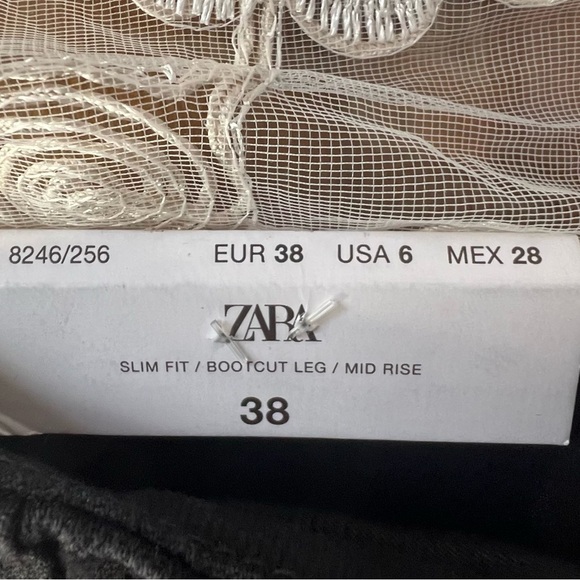 8246/256 EUR 38 USA 6 MEX 28
ZARA
SLIM FIT / BOOTCUT LEG / MID RISE
38